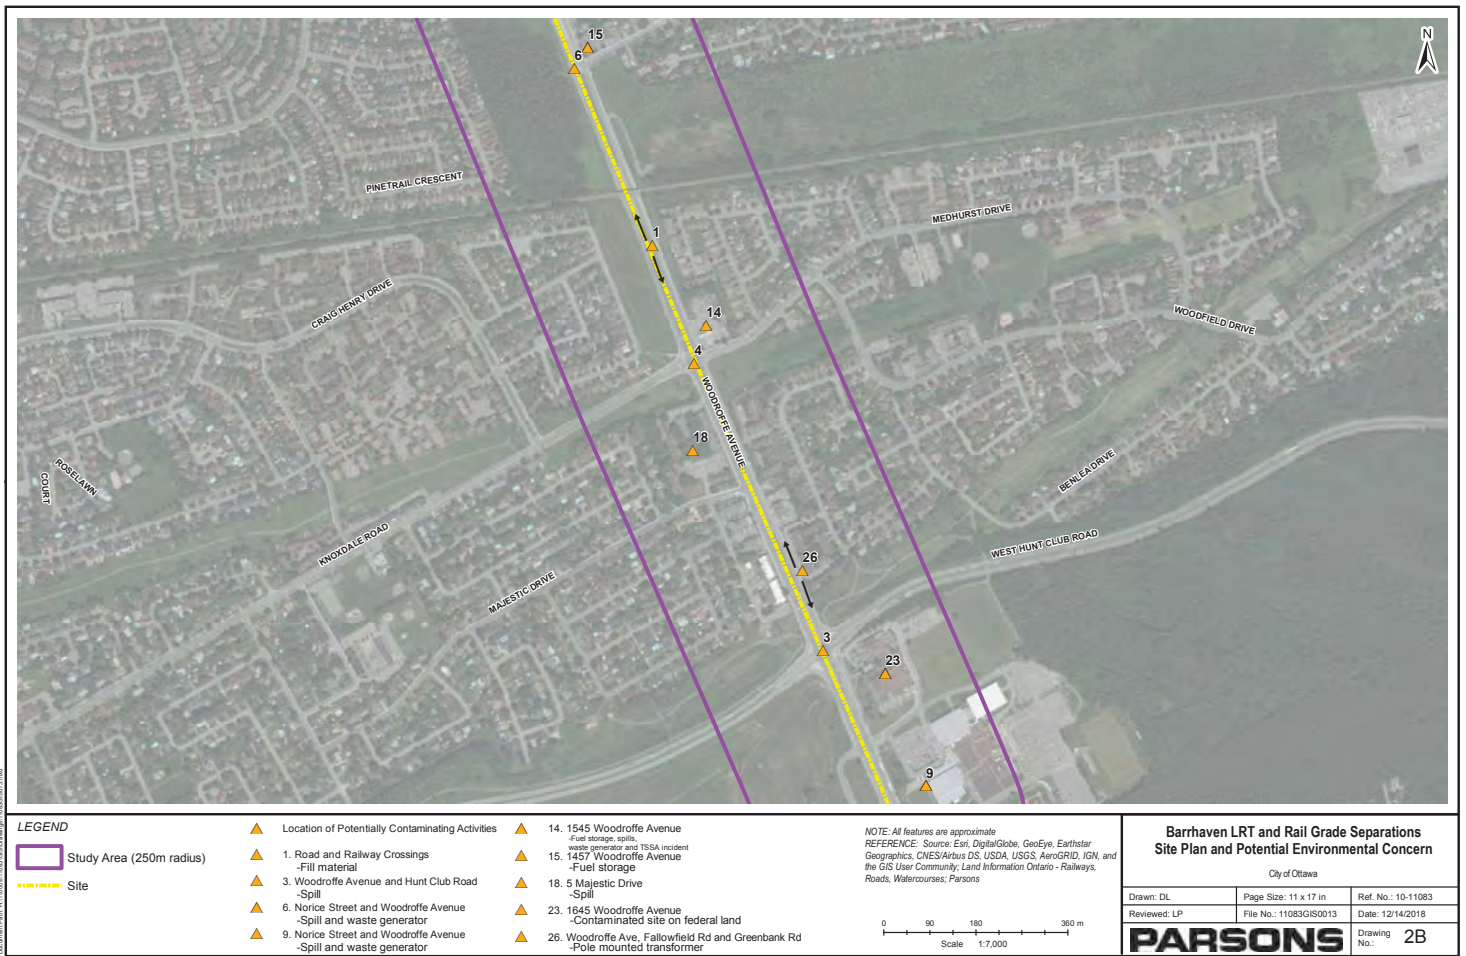 N
15
6
PINETRAIL CRESCENT
MEDHURST DRIVE
1
CRAIG HENRY DRIVE
14
WOODFIELD DRIVE
4
WOODROFFE AVENUE
18
ROSELAWN
COURT
BENLEA DRIVE
KNOXDALE ROAD
WEST HUNT CLUB ROAD
26
MAJESTIC DRIVE
3
23
9
LEGEND
Study Area (250m radius)
Site
Location of Potentially Contaminating Activities
1. Road and Railway Crossings
-Fill material
3. Woodroffe Avenue and Hunt Club Road
-Spill
6. Norice Street and Woodroffe Avenue
-Spill and waste generator
9. Norice Street and Woodroffe Avenue
-Spill and waste generator
14. 1545 Woodroffe Avenue
-Fuel storage, spills,
waste generator and TSSA incident
15. 1457 Woodroffe Avenue
-Fuel storage
18. 5 Majestic Drive
-Spill
23. 1645 Woodroffe Avenue
-Contaminated site on federal land
26. Woodroffe Ave, Fallowfield Rd and Greenbank Rd
-Pole mounted transformer
NOTE: All features are approximate
REFERENCE: Source: Esri, DigitalGlobe, GeoEye, Earthstar
Geographics, CNES/Airbus DS, USDA, USGS, AeroGRID, IGN, and
the GIS User Community; Land Information Ontario - Railways,
Roads, Watercourses; Parsons
0 90 180 360 m
Scale 1:7,000
Barrhaven LRT and Rail Grade Separations
Site Plan and Potential Environmental Concern
City of Ottawa
Drawn: DL Page Size: 11 x 17 in Ref. No.: 10-11083
Reviewed: LP File No.: 11083GIS0013 Date: 12/14/2018
PARSONS
Drawing
No.: 2B